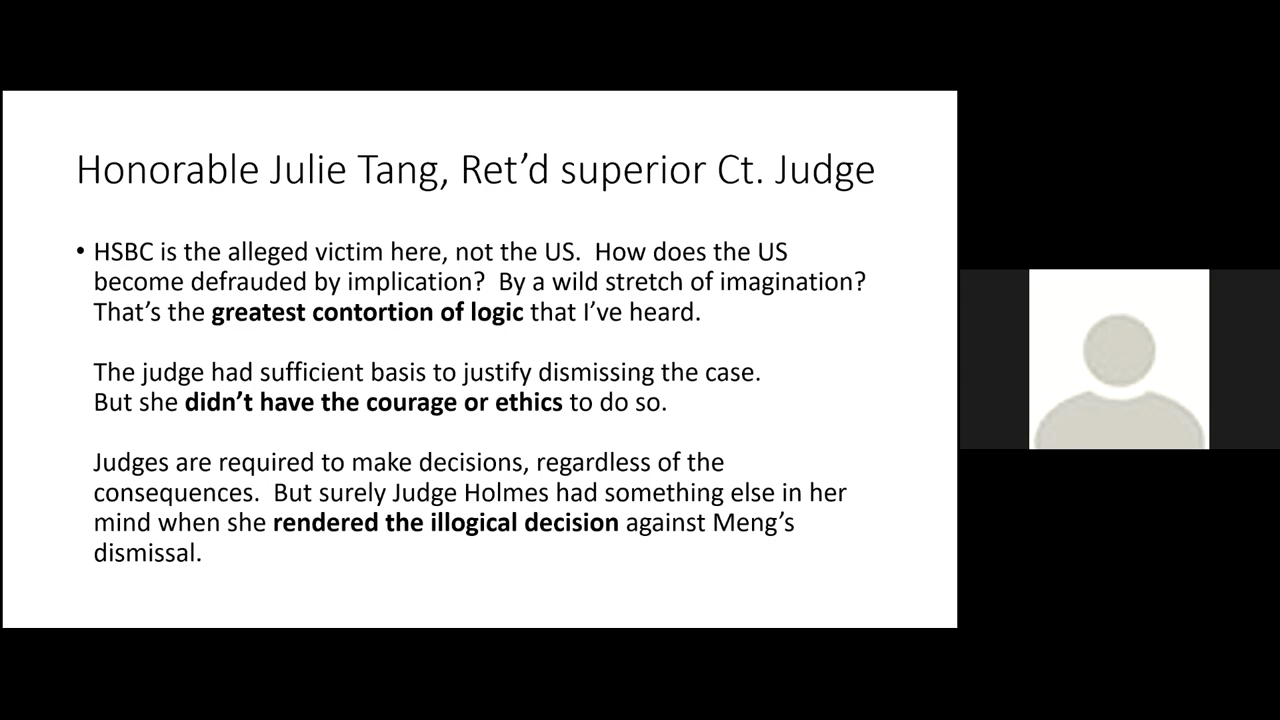 Honorable Julie Tang, Ret’d superior Ct. Judge
• HSBC is the alleged victim here, not the US.  How does the US
become defrauded by implication?  By a wild stretch of imagination?
That’s the greatest contortion of logic that I’ve heard.
The judge had sufficient basis to justify dismissing the case.
But she didn’t have the courage or ethics to do so.
Judges are required to make decisions, regardless of the
consequences.  But surely Judge Holmes had something else in her
mind when she rendered the illogical decision against Meng’s
dismissal.